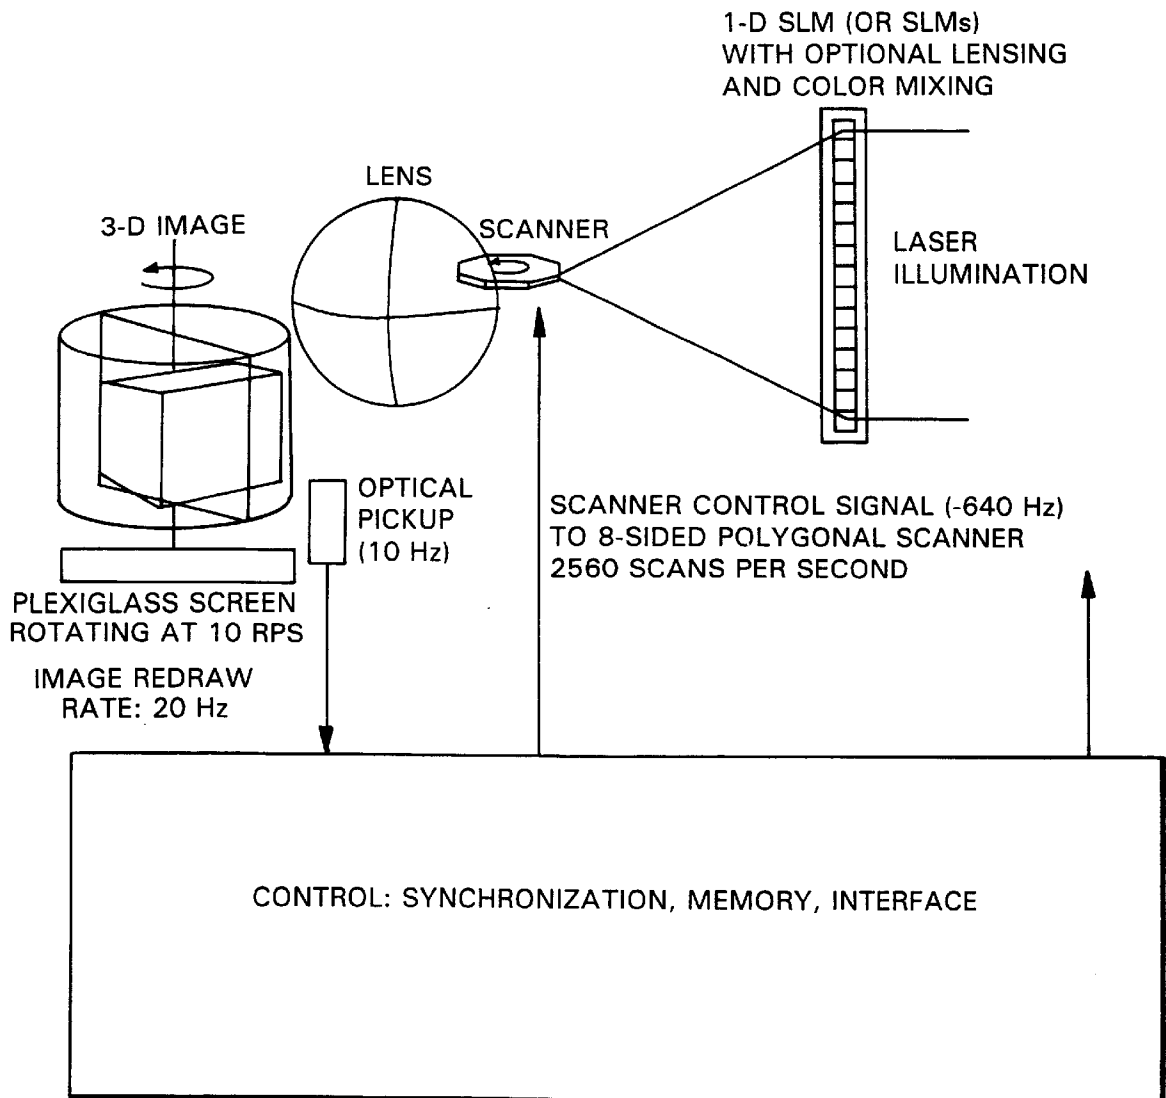 1-D SLM (OR SLMs)
WITH OPTIONAL LENSING
AND COLOR MIXING
LENS
3-D IMAGE
SCANNER
LASER
ILLUMINATION
OPTICAL
PICKUP
(10 Hz)
SCANNER CONTROL SIGNAL (-640 Hz)
TO 8-SIDED POLYGONAL SCANNER
2560 SCANS PER SECOND
PLEXIGLASS SCREEN
ROTATING AT 10 RPS
IMAGE REDRAW
RATE: 20 Hz
CONTROL: SYNCHRONIZATION, MEMORY, INTERFACE